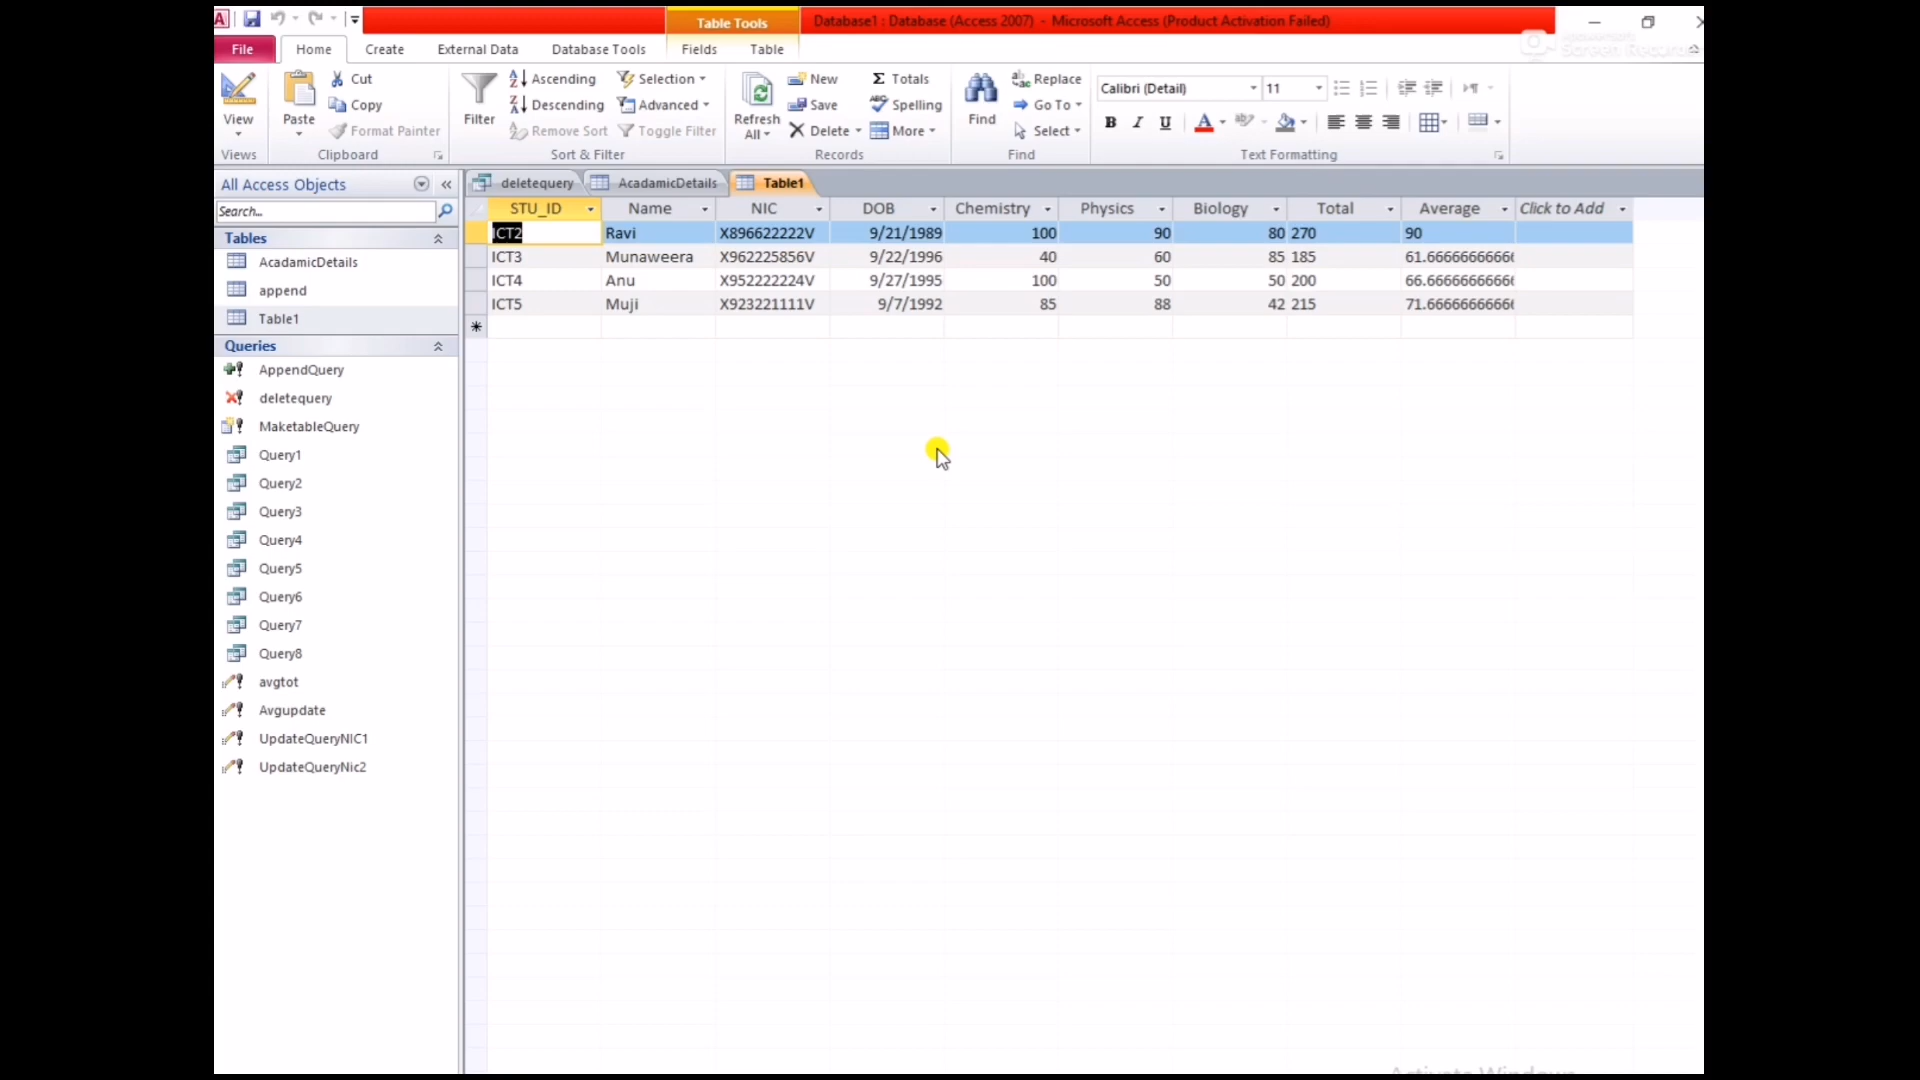 Table Tools
Database1 : Database (Access 2007) - Microsoft Access (Product Activation Failed)
File Home Create External Data Database Tools Fields Table
View
Views
Paste
Cut
Copy
Format Painter
Clipboard
Filter
Ascending
Descending
Remove Sort
Selection
Advanced
Toggle Filter
Sort & Filter
Refresh
All
New
Save
Delete
Totals
Spelling
More
Records
Find
Replace
Go To
Select
Find
Calibri (Detail) 11
B I U A
Text Formatting
All Access Objects
Search...
Tables
AcadamicDetails
append
Table1
Queries
AppendQuery
deletequery
MaketableQuery
Query1
Query2
Query3
Query4
Query5
Query6
Query7
Query8
avgtot
Avgupdate
UpdateQueryNIC1
UpdateQueryNic2
deletequery AcadamicDetails Table1
STU_ID Name NIC DOB Chemistry Physics Biology Total Average Click to Add
ICT2 Ravi X896622222V 9/21/1989 100 90 80 270 90
ICT3 Munaweera X962225856V 9/22/1996 40 60 85 185 61.66666666666
ICT4 Anu X952222224V 9/27/1995 100 50 50 200 66.66666666666
ICT5 Muji X923221111V 9/7/1992 85 88 42 215 71.66666666666